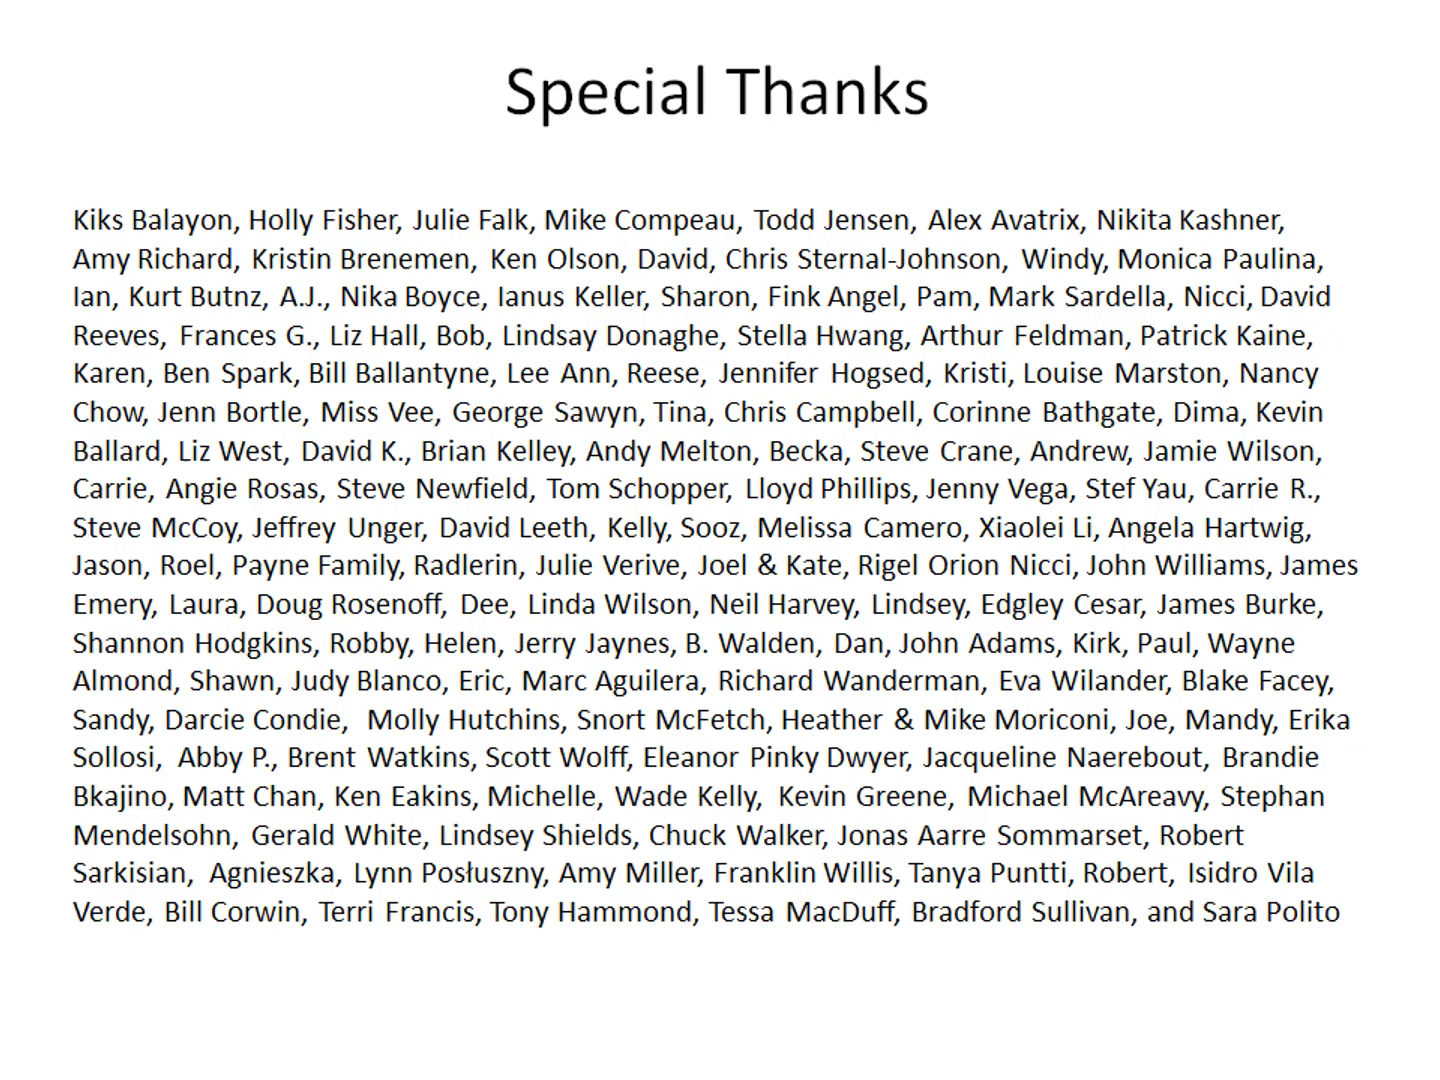 Special Thanks
Kiks Balayon, Holly Fisher, Julie Falk, Mike Compeau, Todd Jensen, Alex Avatrix, Nikita Kashner,
Amy Richard, Kristin Brenemen, Ken Olson, David, Chris Sternal-Johnson, Windy, Monica Paulina,
Ian, Kurt Butnz, A.J., Nika Boyce, Ianus Keller, Sharon, Fink Angel, Pam, Mark Sardella, Nicci, David
Reeves, Frances G., Liz Hall, Bob, Lindsay Donaghe, Stella Hwang, Arthur Feldman, Patrick Kaine,
Karen, Ben Spark, Bill Ballantyne, Lee Ann, Reese, Jennifer Hogsed, Kristi, Louise Marston, Nancy
Chow, Jenn Bortle, Miss Vee, George Sawyn, Tina, Chris Campbell, Corinne Bathgate, Dima, Kevin
Ballard, Liz West, David K., Brian Kelley, Andy Melton, Becka, Steve Crane, Andrew, Jamie Wilson,
Carrie, Angie Rosas, Steve Newfield, Tom Schopper, Lloyd Phillips, Jenny Vega, Stef Yau, Carrie R.,
Steve McCoy, Jeffrey Unger, David Leeth, Kelly, Sooz, Melissa Camero, Xiaolei Li, Angela Hartwig,
Jason, Roel, Payne Family, Radlerin, Julie Verive, Joel & Kate, Rigel Orion Nicci, John Williams, James
Emery, Laura, Doug Rosenoff, Dee, Linda Wilson, Neil Harvey, Lindsey, Edgley Cesar, James Burke,
Shannon Hodgkins, Robby, Helen, Jerry Jaynes, B. Walden, Dan, John Adams, Kirk, Paul, Wayne
Almond, Shawn, Judy Blanco, Eric, Marc Aguilera, Richard Wanderman, Eva Wilander, Blake Facey,
Sandy, Darcie Condie, Molly Hutchins, Snort McFetch, Heather & Mike Moriconi, Joe, Mandy, Erika
Sollosi, Abby P., Brent Watkins, Scott Wolff, Eleanor Pinky Dwyer, Jacqueline Naerebout, Brandie
Bkajino, Matt Chan, Ken Eakins, Michelle, Wade Kelly, Kevin Greene, Michael McAreavy, Stephan
Mendelsohn, Gerald White, Lindsey Shields, Chuck Walker, Jonas Aarre Sommarset, Robert
Sarkisian, Agnieszka, Lynn Posłuszny, Amy Miller, Franklin Willis, Tanya Puntti, Robert, Isidro Vila
Verde, Bill Corwin, Terri Francis, Tony Hammond, Tessa MacDuff, Bradford Sullivan, and Sara Polito